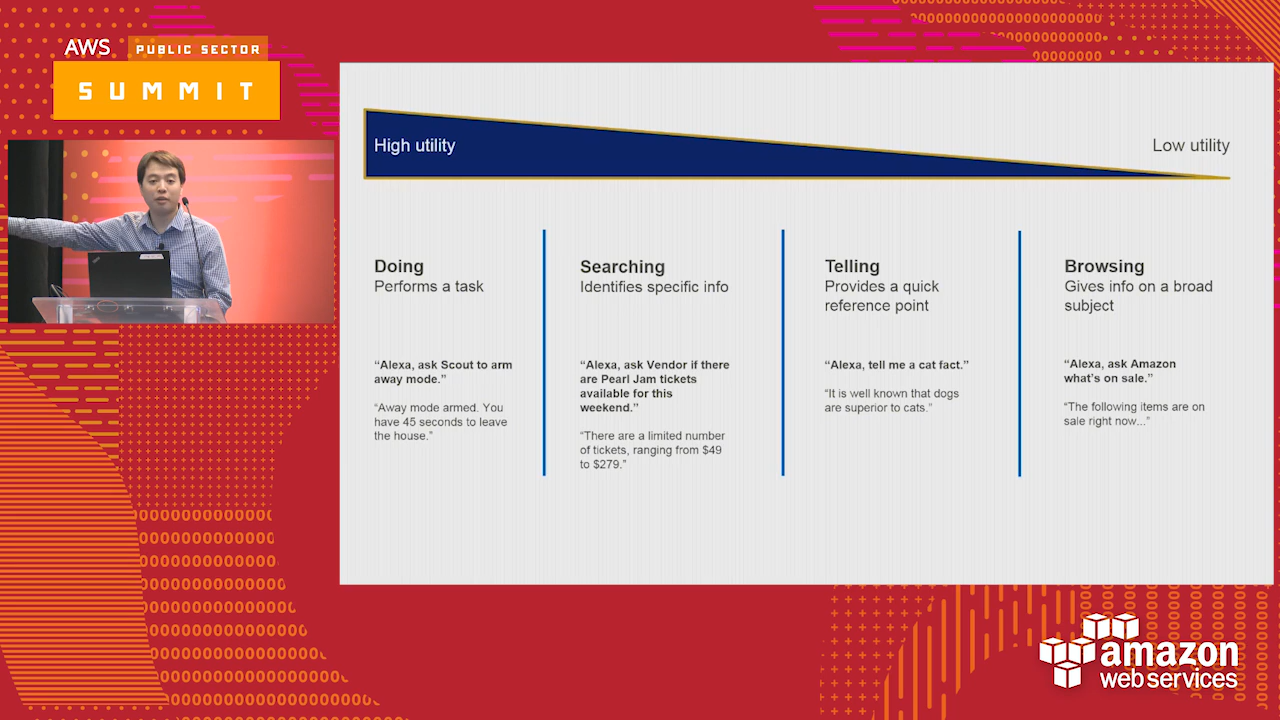 AWS PUBLIC SECTOR
SUMMIT
High utility
Low utility
Doing
Performs a task
“Alexa, ask Scout to arm
away mode.”
“Away mode armed. You
have 45 seconds to leave
the house.”
Searching
Identifies specific info
“Alexa, ask Vendor if there
are Pearl Jam tickets
available for this
weekend.”
“There are a limited number
of tickets, ranging from $49
to $279.”
Telling
Provides a quick
reference point
“Alexa, tell me a cat fact.”
“It is well known that dogs
are superior to cats.”
Browsing
Gives info on a broad
subject
“Alexa, ask Amazon
what’s on sale.”
“The following items are on
sale right now...”
amazon
web services